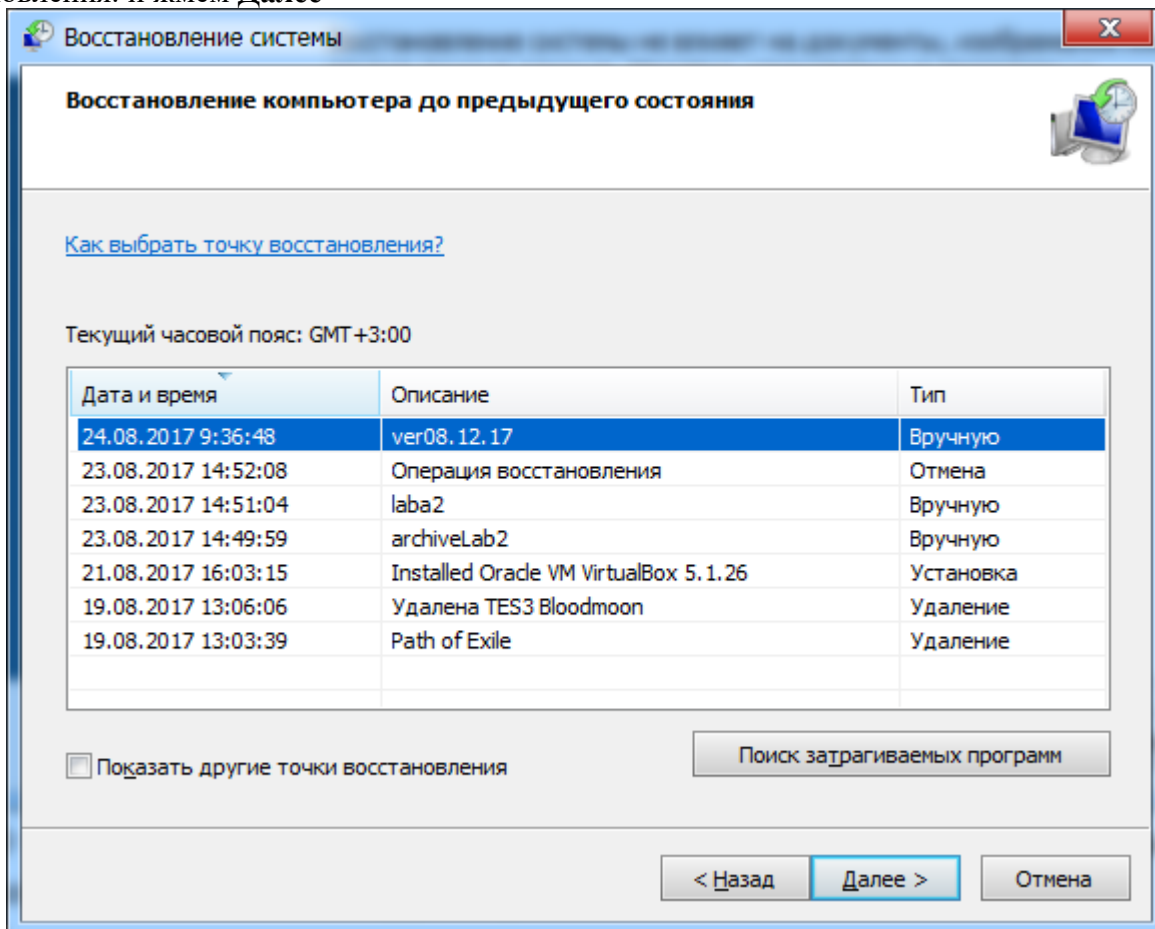 Далее
Восстановление системы
Восстановление компьютера до предыдущего состояния
Как выбрать точку восстановления?
Текущий часовой пояс: GMT+3:00
Дата и время Описание Тип
24.08.2017 9:36:48 ver08.12.17 Вручную
23.08.2017 14:52:08 Операция восстановления Отмена
23.08.2017 14:51:04 laba2 Вручную
23.08.2017 14:49:59 archiveLab2 Вручную
21.08.2017 16:03:15 Installed Oracle VM VirtualBox 5.1.26 Установка
19.08.2017 13:06:06 Удалена TES3 Bloodmoon Удаление
19.08.2017 13:03:39 Path of Exile Удаление
Показать другие точки восстановления Поиск затрагиваемых программ
< Назад Далее > Отмена